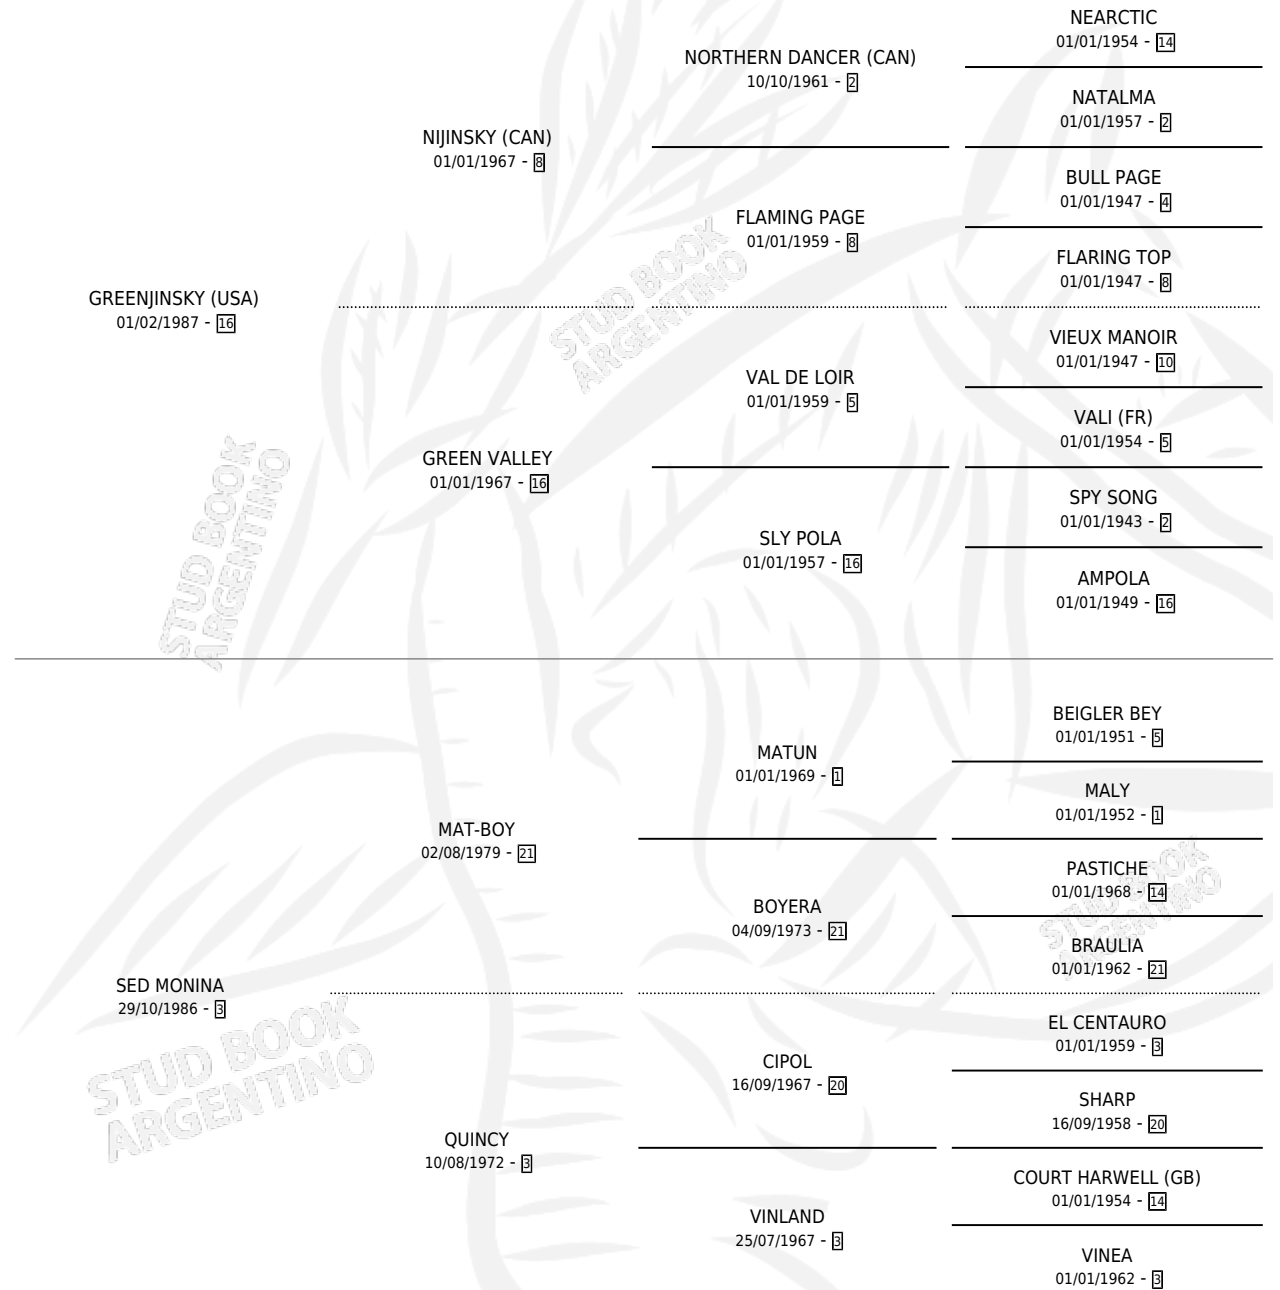 NEARCTIC
01/01/1954 - 14
NORTHERN DANCER (CAN)
10/10/1961 - 2
NATALMA
01/01/1957 - 2
NIJINSKY (CAN)
01/01/1967 - 8
BULL PAGE
01/01/1947 - 4
FLAMING PAGE
01/01/1959 - 8
FLARING TOP
01/01/1947 - 8
GREENJINSKY (USA)
01/02/1987 - 16
STUD BOOK
ARGENTINO
VIEUX MANOIR
01/01/1947 - 10
VAL DE LOIR
01/01/1959 - 5
VALI (FR)
01/01/1954 - 5
GREEN VALLEY
01/01/1967 - 16
SPY SONG
01/01/1943 - 2
SLY POLA
01/01/1957 - 16
AMPOLA
01/01/1949 - 16
STUD BOOK
ARGENTINO
BEIGLER BEY
01/01/1951 - 5
MATUN
01/01/1969 - 1
MALY
01/01/1952 - 1
MAT-BOY
02/08/1979 - 21
PASTICHE
01/01/1968 - 14
BOYERA
04/09/1973 - 21
BRAULIA
01/01/1962 - 21
STUD BOOK
ARGENTINO
SED MONINA
29/10/1986 - 3
EL CENTAURO
01/01/1959 - 3
CIPOL
16/09/1967 - 20
SHARP
16/09/1958 - 20
STUD BOOK
ARGENTINO
QUINCY
10/08/1972 - 3
COURT HARWELL (GB)
01/01/1954 - 14
VINLAND
25/07/1967 - 3
VINEA
01/01/1962 - 3